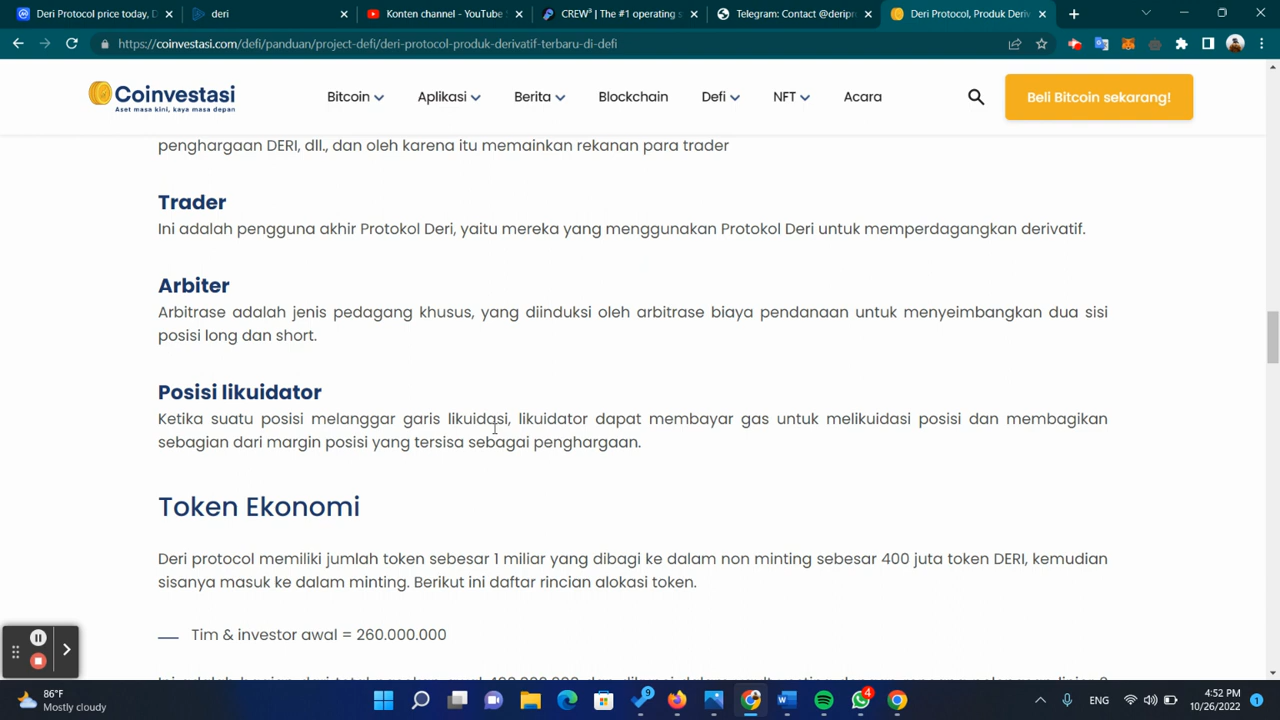 Deri Protocol price today, D
deri
Konten channel - YouTube S
CREW³ | The #1 operating s
Telegram: Contact @deripro
Deri Protocol, Produk Deriv
https://coinvestasi.com/defi/panduan/project-defi/deri-protocol-produk-derivatif-terbaru-di-defi
Coinvestasi
Aset masa kini, kaya masa depan
Bitcoin
Aplikasi
Berita
Blockchain
Defi
NFT
Acara
Beli Bitcoin sekarang!
penghargaan DERI, dll., dan oleh karena itu memainkan rekanan para trader
Trader
Ini adalah pengguna akhir Protokol Deri, yaitu mereka yang menggunakan Protokol Deri untuk memperdagangkan derivatif.
Arbiter
Arbitrase adalah jenis pedagang khusus, yang diinduksi oleh arbitrase biaya pendanaan untuk menyeimbangkan dua sisi
posisi long dan short.
Posisi likuidator
Ketika suatu posisi melanggar garis likuidasi, likuidator dapat membayar gas untuk melikuidasi posisi dan membagikan
sebagian dari margin posisi yang tersisa sebagai penghargaan.
Token Ekonomi
Deri protocol memiliki jumlah token sebesar 1 miliar yang dibagi ke dalam non minting sebesar 400 juta token DERI, kemudian
sisanya masuk ke dalam minting. Berikut ini daftar rincian alokasi token.
Tim & investor awal = 260.000.000
86°F
Mostly cloudy
9
4
ENG
4:52 PM
10/26/2022
1